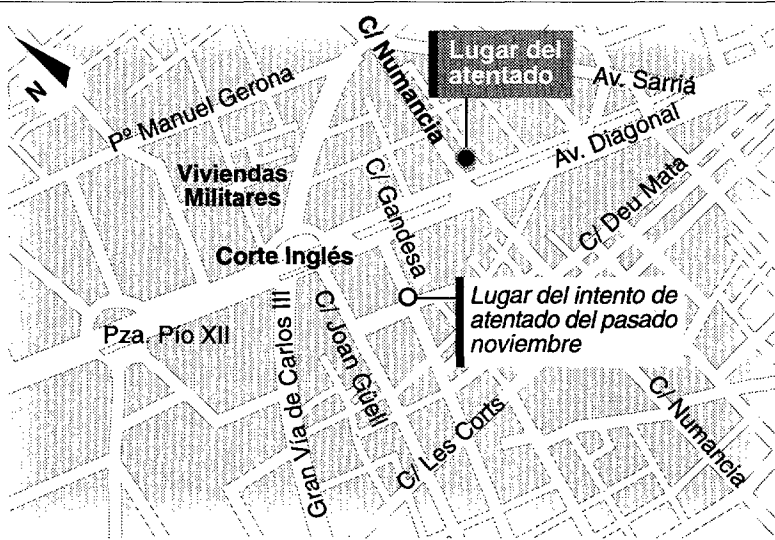 N
Pº Manuel Gerona
C/ Numancia
Lugar del
atentado
Av. Sarriá
Av. Diagonal
Viviendas
Militares
C/ Gandesa
C/ Deu Mata
Corte Inglés
Pza. Pío XII
Gran Vía de Carlos III
C/ Joan Güell
Lugar del intento de
atentado del pasado
noviembre
C/ Les Corts
C/ Numancia